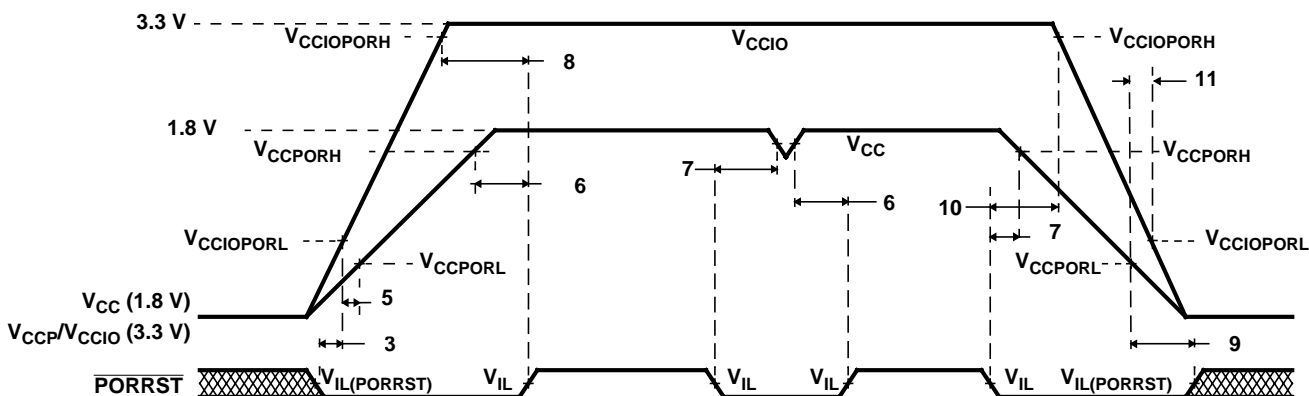 3.3 V
VCCIOPORH
VCCIO
VCCIOPORH
8
11
1.8 V
VCCPORH
VCC
VCCPORH
7
6
6
10
7
VCCIOPORL
VCCIOPORL
VCCPORL
VCCPORL
VCC (1.8 V)
5
VCCP/VCCIO (3.3 V)
3
9
PORRST
VIL(PORRST)
VIL
VIL
VIL
VIL
VIL(PORRST)